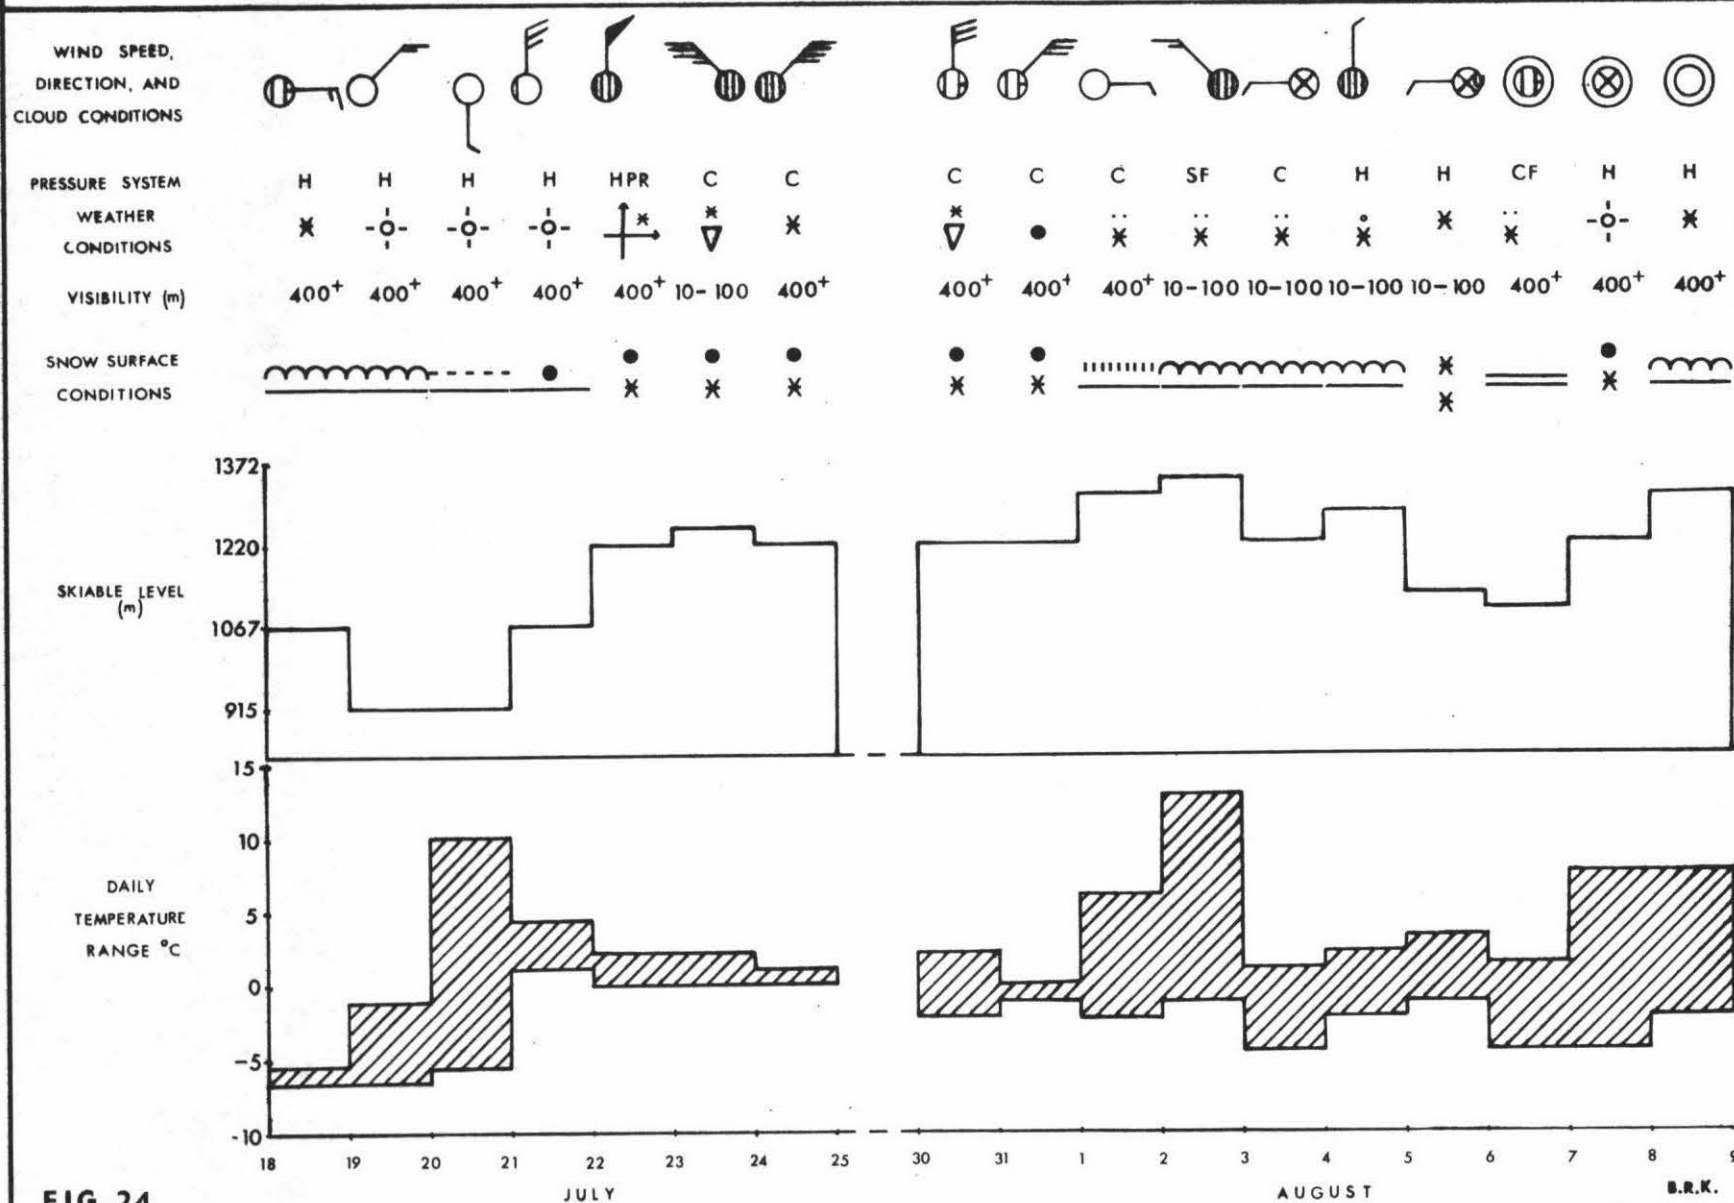 WIND SPEED,
DIRECTION, AND
CLOUD CONDITIONS
PRESSURE SYSTEM H H H H HPR C C C C C SF C H H CF H H
WEATHER
CONDITIONS
VISIBILITY (m) 400+ 400+ 400+ 400+ 400+ 10-100 400+ 400+ 400+ 400+ 10-100 10-100 10-100 10-100 400+ 400+ 400+
SNOW SURFACE
CONDITIONS
1372
1220
SKIABLE LEVEL
(m)
1067
915
15
10
DAILY
5
TEMPERATURE
RANGE °C
0
-5
-10
18 19 20 21 22 23 24 25 30 31 1 2 3 4 5 6 7 8 9
JULY AUGUST B.R.K.
FIG 24